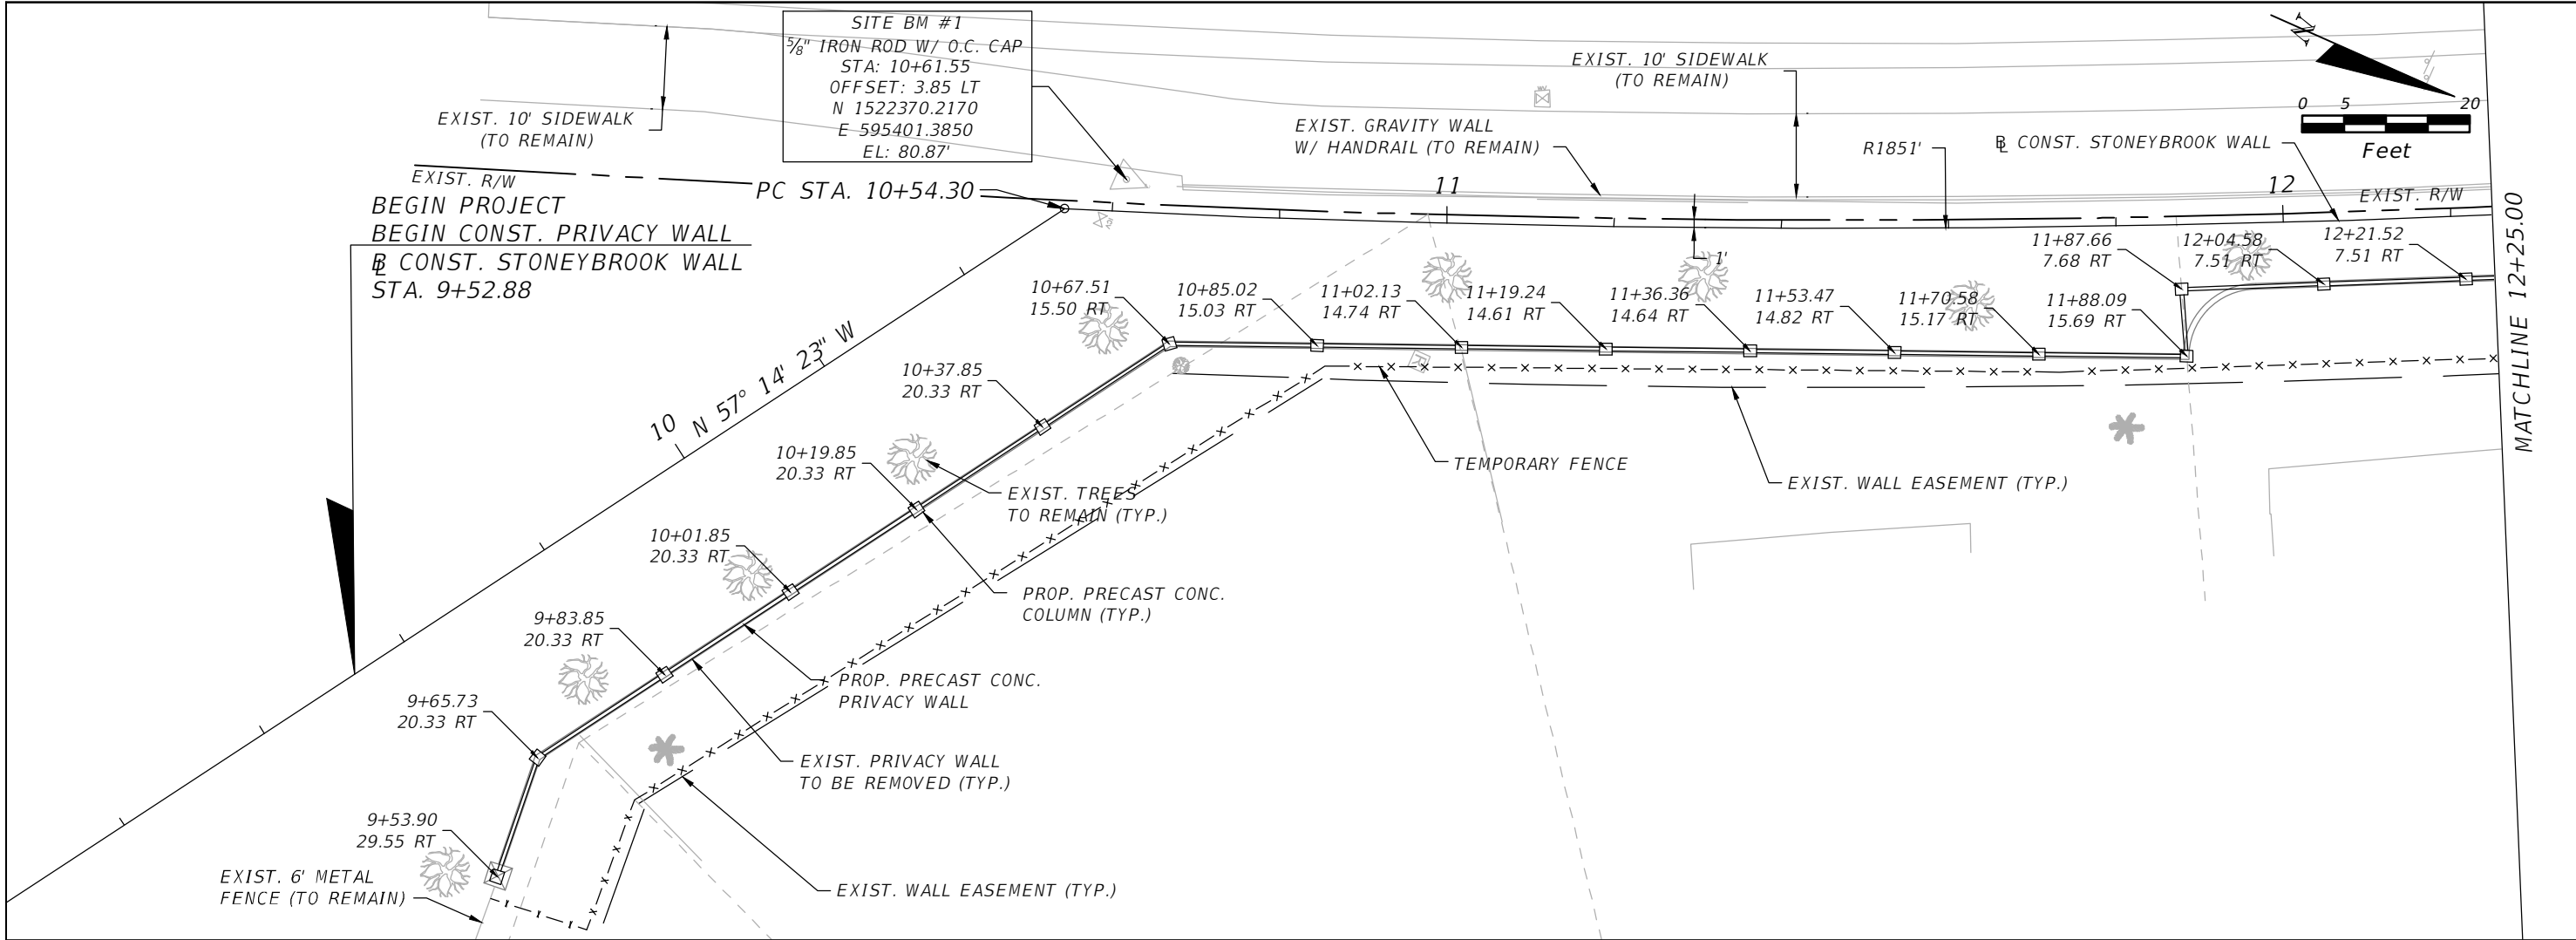 SITE BM #1
⅝" IRON ROD W/ O.C. CAP
STA: 10+61.55
OFFSET: 3.85 LT
N 1522370.2170
E 595401.3850
EL: 80.87'
EXIST. 10' SIDEWALK
(TO REMAIN)
EXIST. 10' SIDEWALK
(TO REMAIN)
N
0 5 20
Feet
EXIST. GRAVITY WALL
W/ HANDRAIL (TO REMAIN)
R1851'
BL CONST. STONEYBROOK WALL
EXIST. R/W
PC STA. 10+54.30
11
12
EXIST. R/W
BEGIN PROJECT
BEGIN CONST. PRIVACY WALL
BL CONST. STONEYBROOK WALL
STA. 9+52.88
1'
MATCHLINE 12+25.00
10
N 57° 14' 23" W
9+53.90
29.55 RT
9+65.73
20.33 RT
9+83.85
20.33 RT
10+01.85
20.33 RT
10+19.85
20.33 RT
10+37.85
20.33 RT
10+67.51
15.50 RT
10+85.02
15.03 RT
11+02.13
14.74 RT
11+19.24
14.61 RT
11+36.36
14.64 RT
11+53.47
14.82 RT
11+70.58
15.17 RT
11+88.09
15.69 RT
11+87.66
7.68 RT
12+04.58
7.51 RT
12+21.52
7.51 RT
TEMPORARY FENCE
EXIST. WALL EASEMENT (TYP.)
EXIST. TREES
TO REMAIN (TYP.)
PROP. PRECAST CONC.
COLUMN (TYP.)
PROP. PRECAST CONC.
PRIVACY WALL
EXIST. PRIVACY WALL
TO BE REMOVED (TYP.)
EXIST. WALL EASEMENT (TYP.)
EXIST. 6' METAL
FENCE (TO REMAIN)